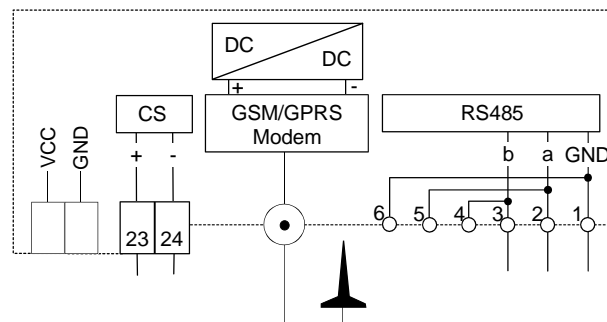 DC
DC
+ -
CS
GSM/GPRS
Modem
RS485
VCC
GND
+ -
b a GND
6 5 4 3 2 1
23 24